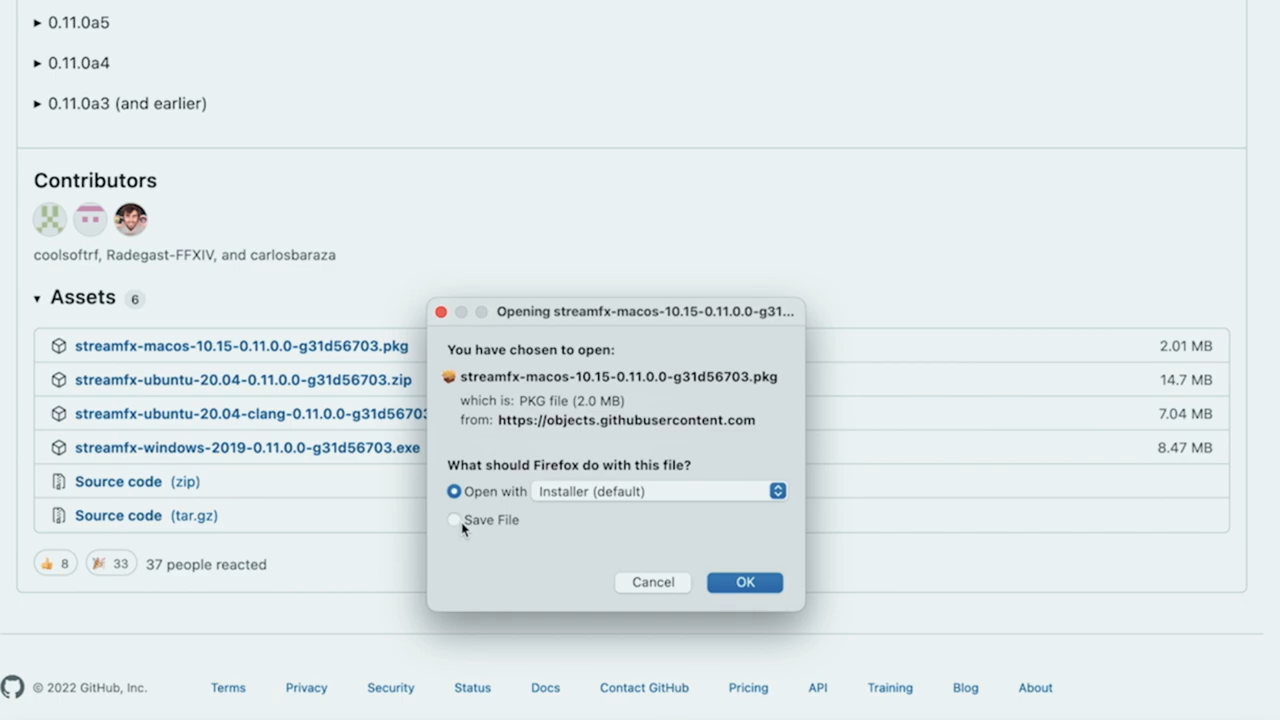 ▸ 0.11.0a5
▸ 0.11.0a4
▸ 0.11.0a3 (and earlier)
Contributors
coolsoftrf, Radegast-FFXIV, and carlosbaraza
▾ Assets 6
streamfx-macos-10.15-0.11.0.0-g31d56703.pkg 2.01 MB
streamfx-ubuntu-20.04-0.11.0.0-g31d56703.zip 14.7 MB
streamfx-ubuntu-20.04-clang-0.11.0.0-g31d56703 7.04 MB
streamfx-windows-2019-0.11.0.0-g31d56703.exe 8.47 MB
Source code (zip)
Source code (tar.gz)
👍 8 🎉 33 37 people reacted
Opening streamfx-macos-10.15-0.11.0.0-g31...
You have chosen to open:
streamfx-macos-10.15-0.11.0.0-g31d56703.pkg
which is: PKG file (2.0 MB)
from: https://objects.githubusercontent.com
What should Firefox do with this file?
Open with Installer (default)
Save File
Cancel OK
© 2022 GitHub, Inc. Terms Privacy Security Status Docs Contact GitHub Pricing API Training Blog About